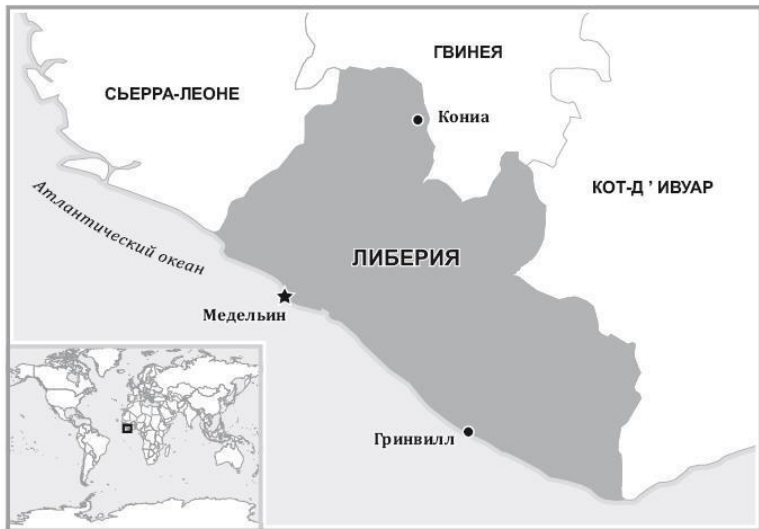 ГВИНЕЯ
СЬЕРРА-ЛЕОНЕ
Кониа
КОТ-Д ' ИВУАР
Атлантический океан
ЛИБЕРИЯ
Медельин
Гринвилл